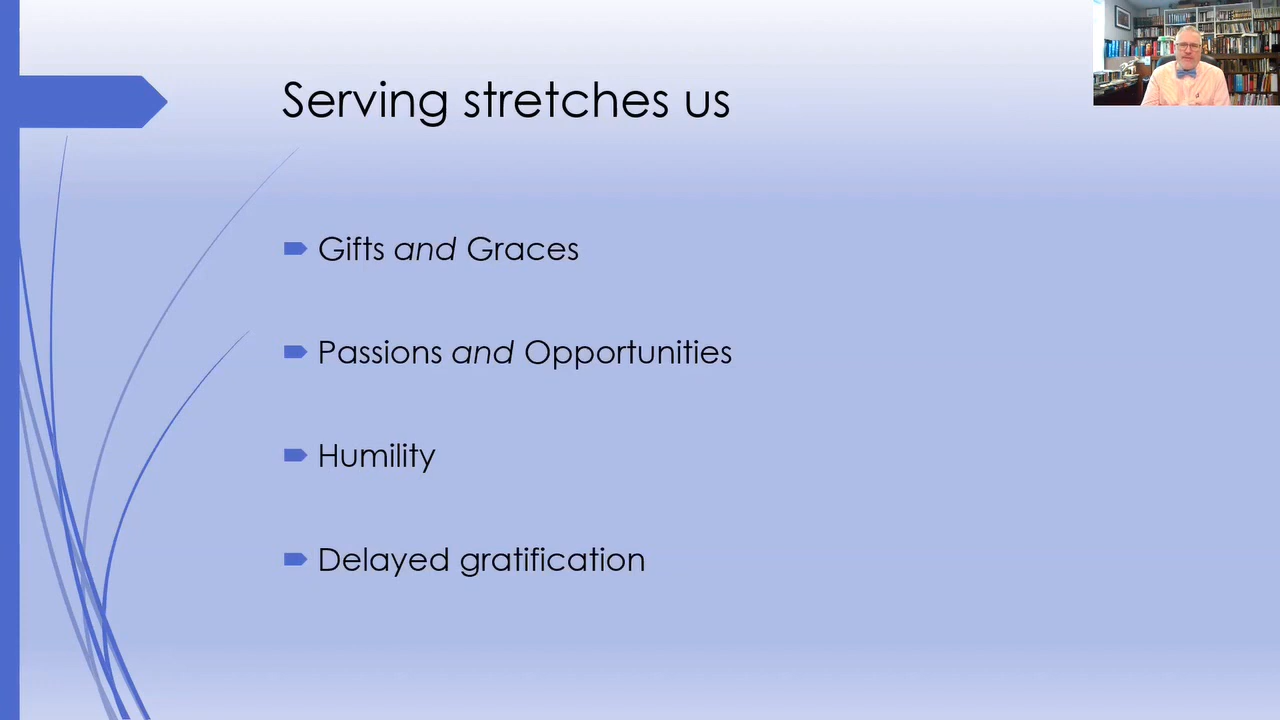 Serving stretches us
Gifts and Graces
Passions and Opportunities
Humility
Delayed gratification